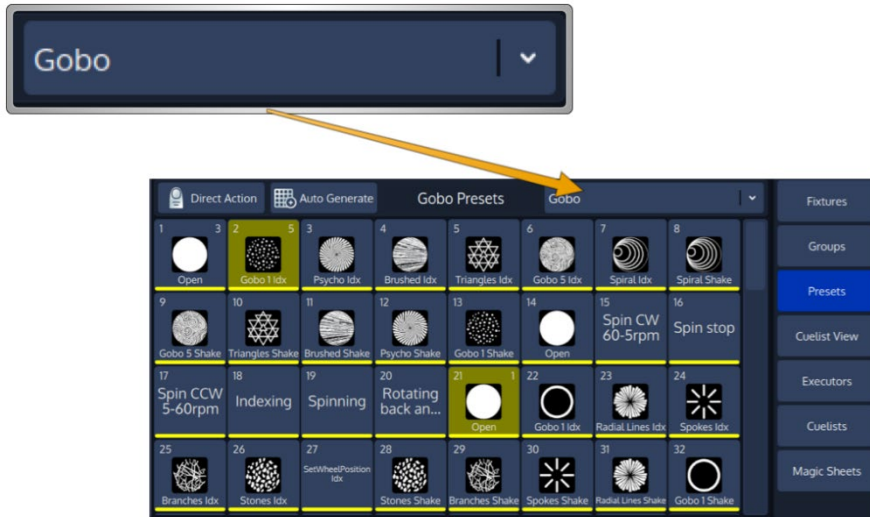 Gobo
Direct Action
Auto Generate
Gobo Presets
Gobo
Fixtures
1 3
2 5
3
4
5
6
7
8
Open
Gobo 1 Idx
Psycho Idx
Brushed Idx
Triangles Idx
Gobo 5 Idx
Spiral Idx
Spiral Shake
Groups
Presets
9
10
11
12
13
14
15
16
Gobo 5 Shake
Triangles Shake
Brushed Shake
Psycho Shake
Gobo 1 Shake
Open
Spin CW
60-5rpm
Spin stop
Cuelist View
17
18
19
20
21 1
22
23
24
Spin CCW
5-60rpm
Indexing
Spinning
Rotating
back an...
Open
Gobo 1 Idx
Radial Lines Idx
Spokes Idx
Executors
Cuelists
25
26
27
28
29
30
31
32
Branches Idx
Stones Idx
SetWheelPosition
Idx
Stones Shake
Branches Shake
Spokes Shake
Radial Lines Shake
Gobo 1 Shake
Magic Sheets